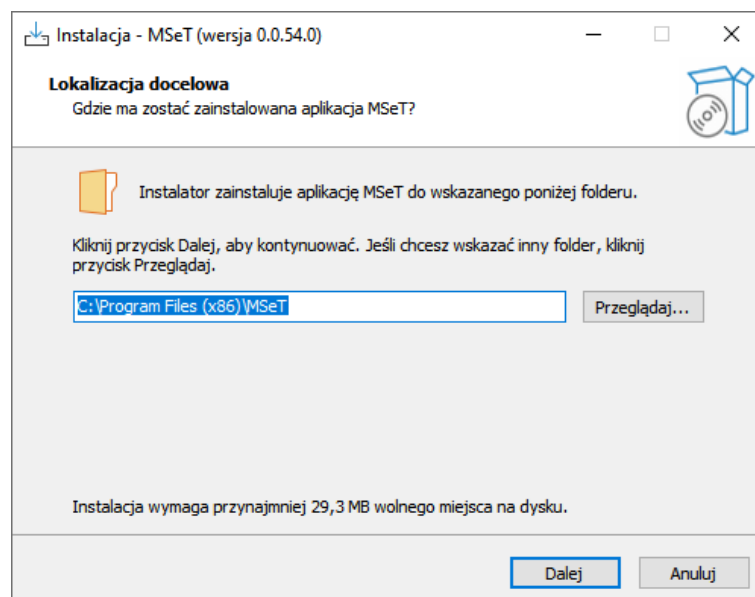 Instalacja - MSeT (wersja 0.0.54.0)
Lokalizacja docelowa
Gdzie ma zostać zainstalowana aplikacja MSeT?
Instalator zainstaluje aplikację MSeT do wskazanego poniżej folderu.
Kliknij przycisk Dalej, aby kontynuować. Jeśli chcesz wskazać inny folder, kliknij
przycisk Przeglądaj.
C:\Program Files (x86)\MSeT
Przeglądaj...
Instalacja wymaga przynajmniej 29,3 MB wolnego miejsca na dysku.
Dalej
Anuluj